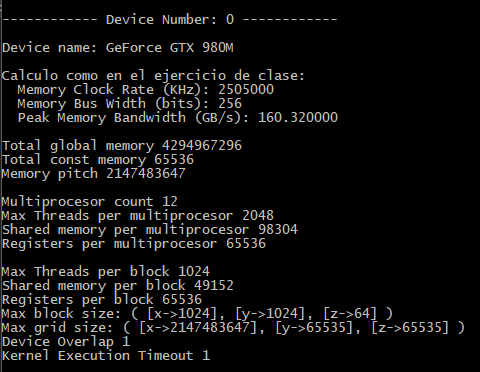 ------------ Device Number: 0 ------------
Device name: GeForce GTX 980M
Calculo como en el ejercicio de clase:
Memory Clock Rate (KHz): 2505000
Memory Bus Width (bits): 256
Peak Memory Bandwidth (GB/s): 160.320000
Total global memory 4294967296
Total const memory 65536
Memory pitch 2147483647
Multiprocesor count 12
Max Threads per multiprocesor 2048
Shared memory per multiprocesor 98304
Registers per multiprocesor 65536
Max Threads per block 1024
Shared memory per block 49152
Registers per block 65536
Max block size: ( [x->1024], [y->1024], [z->64] )
Max grid size: ( [x->2147483647], [y->65535], [z->65535] )
Device Overlap 1
Kernel Execution Timeout 1